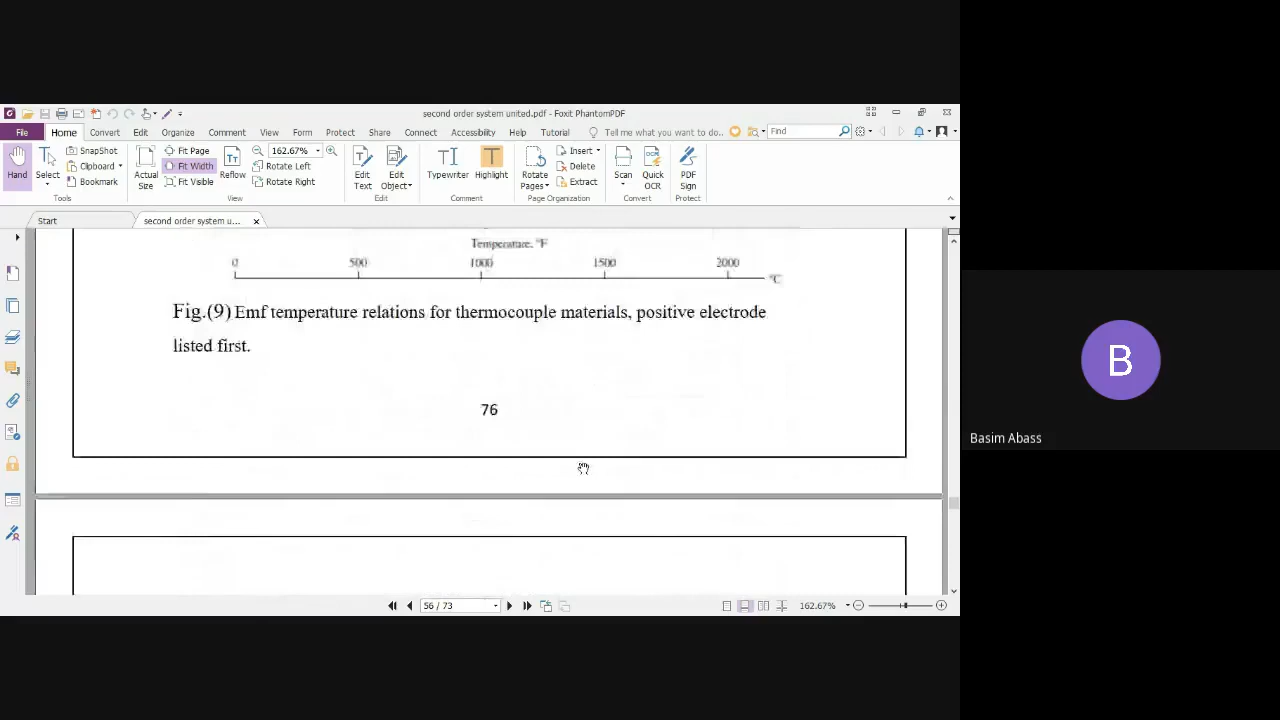 second order system united.pdf - Foxit PhantomPDF
File Home Convert Edit Organize Comment View Form Protect Share Connect Accessibility Help Tutorial Tell me what you want to do.. Find
Hand
Select
SnapShot
Clipboard
Bookmark
Tools
Actual Size
Fit Page
Fit Width
Fit Visible
Reflow
162.67%
Rotate Left
Rotate Right
View
Edit Text
Edit Object
Edit
Typewriter
Highlight
Comment
Rotate Pages
Insert
Delete
Extract
Page Organization
Scan
Quick OCR
Convert
PDF Sign
Protect
Start
second order system u...
Temperature, °F
0 500 1000 1500 2000
°C
Fig.(9) Emf temperature relations for thermocouple materials, positive electrode
listed first.
76
56 / 73
162.67%
B
Basim Abass